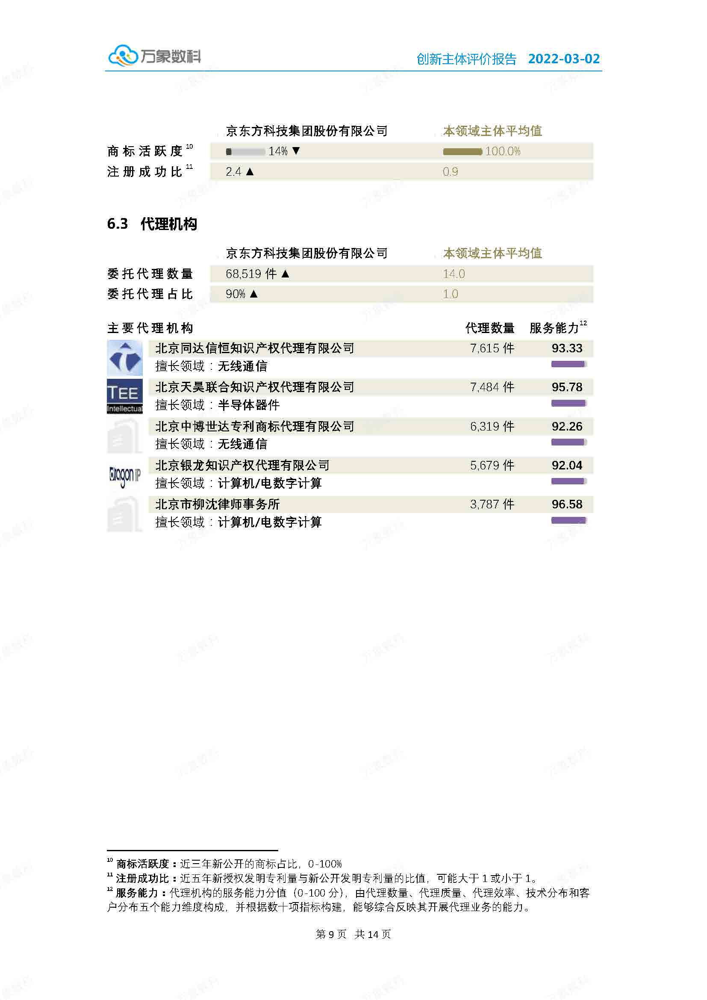 万象数科
创新主体评价报告 2022-03-02
京东方科技集团股份有限公司 本领域主体平均值
商标活跃度10 14% ▼ 100.0%
注册成功比11 2.4 ▲ 0.9
6.3 代理机构
京东方科技集团股份有限公司 本领域主体平均值
委托代理数量 68,519 件 ▲ 14.0
委托代理占比 90% ▲ 1.0
主要代理机构 代理数量 服务能力12
北京同达信恒知识产权代理有限公司 7,615 件 93.33
擅长领域：无线通信
TEE
Intellectual
北京天昊联合知识产权代理有限公司 7,484 件 95.78
擅长领域：半导体器件
北京中博世达专利商标代理有限公司 6,319 件 92.26
擅长领域：无线通信
Dragon IP
北京银龙知识产权代理有限公司 5,679 件 92.04
擅长领域：计算机/电数字计算
北京市柳沈律师事务所 3,787 件 96.58
擅长领域：计算机/电数字计算
10 商标活跃度：近三年新公开的商标占比，0-100%
11 注册成功比：近五年新授权发明专利量与新公开发明专利量的比值，可能大于 1 或小于 1。
12 服务能力：代理机构的服务能力分值（0-100 分），由代理数量、代理质量、代理效率、技术分布和客
户分布五个能力维度构成，并根据数十项指标构建，能够综合反映其开展代理业务的能力。
第 9 页 共 14 页